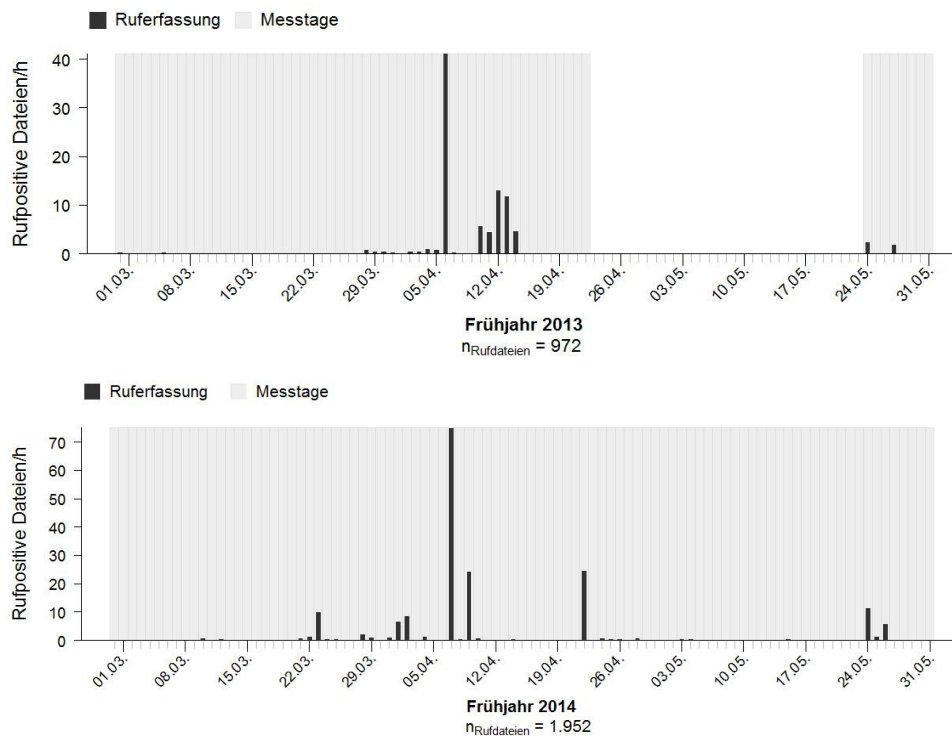 Ruferfassung Messtage
Rufpositive Dateien/h
40
30
20
10
0
01.03. 08.03. 15.03. 22.03. 29.03. 05.04. 12.04. 19.04. 26.04. 03.05. 10.05. 17.05. 24.05. 31.05.
Frühjahr 2013
nRufdateien = 972
Ruferfassung Messtage
Rufpositive Dateien/h
70
60
50
40
30
20
10
0
01.03. 08.03. 15.03. 22.03. 29.03. 05.04. 12.04. 19.04. 26.04. 03.05. 10.05. 17.05. 24.05. 31.05.
Frühjahr 2014
nRufdateien = 1.952